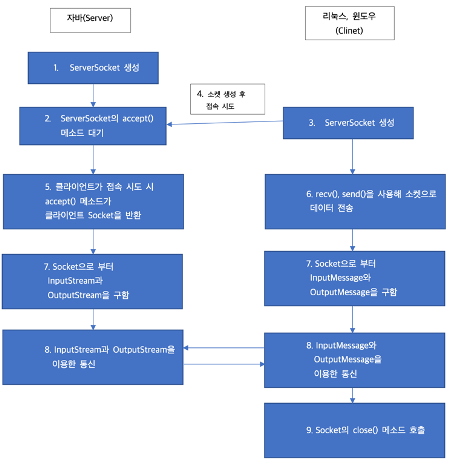 자바(Server)
리눅스, 윈도우
(Clinet)
1. ServerSocket 생성
4. 소켓 생성 후
접속 시도
2. ServerSocket의 accept()
메소드 대기
3. ServerSocket 생성
5. 클라이언트가 접속 시도 시
accept() 메소드가
클라이언트 Socket을 반환
6. recv(), send()을 사용해 소켓으로
데이터 전송
7. Socket으로 부터
InputStream과
OutputStream을 구함
7. Socket으로 부터
InputMessage와
OutputMessage을 구함
8. InputStream과 OutputStream을
이용한 통신
8. InputMessage와
OutputMessage을
이용한 통신
9. Socket의 close() 메소드 호출